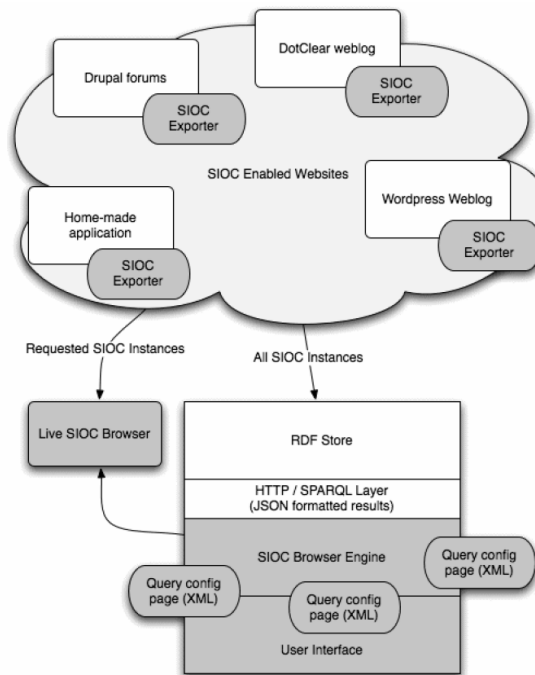 DotClear weblog
SIOC
Exporter
Drupal forums
SIOC
Exporter
SIOC Enabled Websites
Wordpress Weblog
SIOC
Exporter
Home-made
application
SIOC
Exporter
Requested SIOC Instances
All SIOC Instances
Live SIOC Browser
RDF Store
HTTP / SPARQL Layer
(JSON formatted results)
SIOC Browser Engine
Query config
page (XML)
Query config
page (XML)
Query config
page (XML)
User Interface